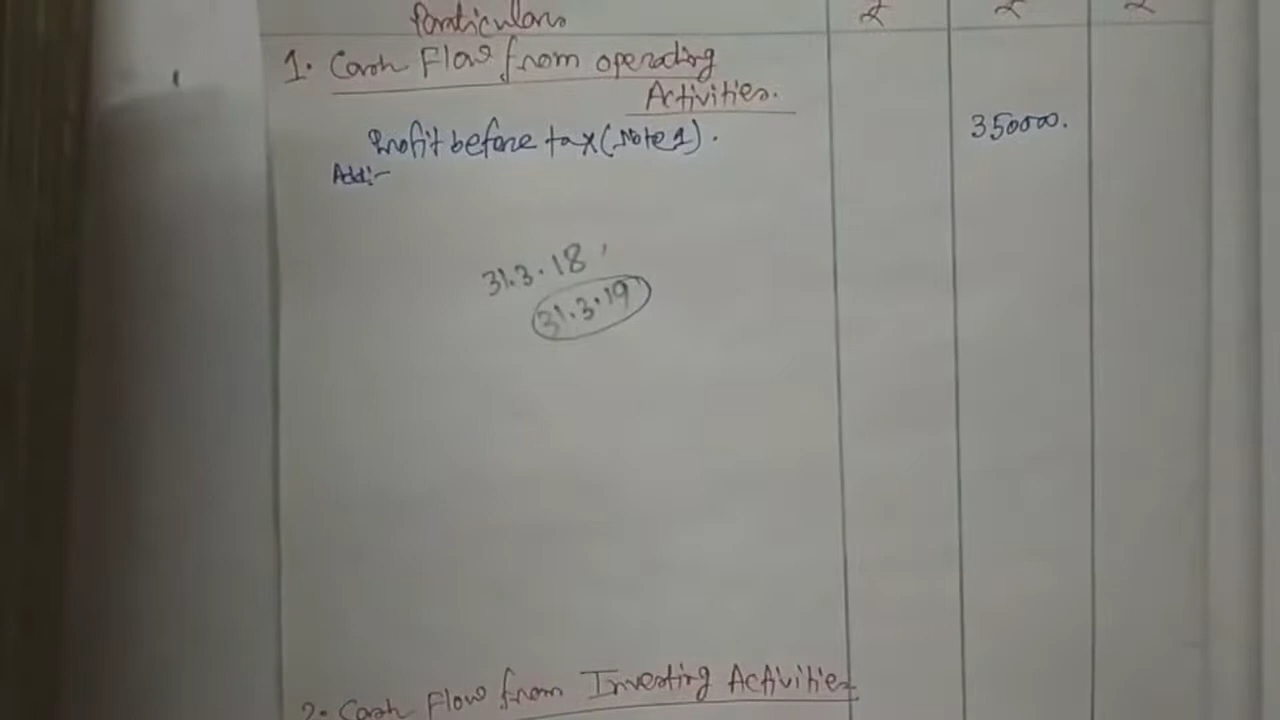 Particulars ₹ ₹ ₹
1. Cash Flow from operating
Activities.
Profit before tax (Note 1). 350000.
Add:-
31.3.18
31.3.19
2. Cash Flow from Investing Activities